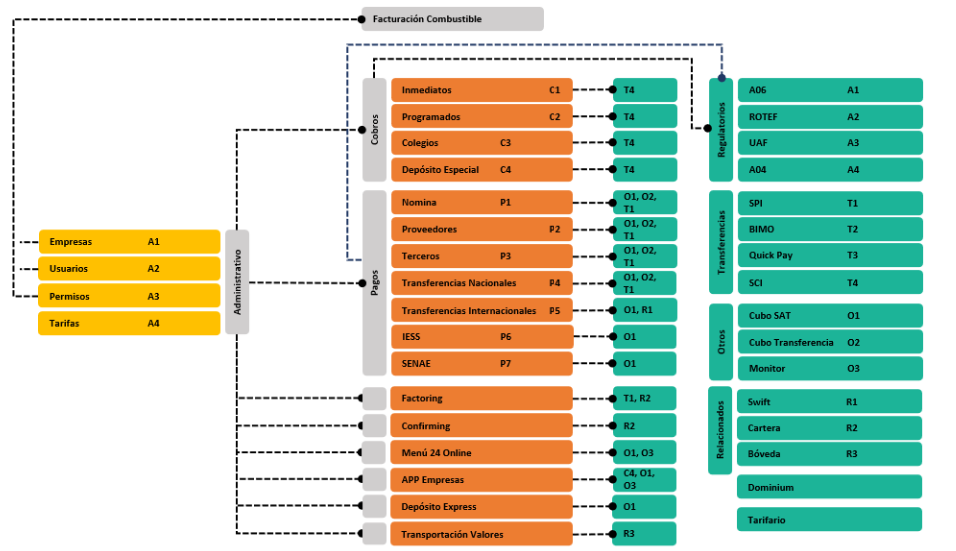 Facturación Combustible
Cobros
Inmediatos C1 T4
Programados C2 T4
Colegios C3 T4
Depósito Especial C4 T4
Pagos
Nomina P1 O1, O2,
T1
Proveedores P2 O1, O2,
T1
Terceros P3 O1, O2,
T1
Transferencias Nacionales P4 O1, O2,
T1
Transferencias Internacionales P5 O1, R1
IESS P6 O1
SENAE P7 O1
Factoring T1, R2
Confirming R2
Menú 24 Online O1, O3
APP Empresas C4, O1,
O3
Depósito Express O1
Transportación Valores R3
Administrativo
Empresas A1
Usuarios A2
Permisos A3
Tarifas A4
Regulatorios
A06 A1
ROTEF A2
UAF A3
A04 A4
Transferencias
SPI T1
BIMO T2
Quick Pay T3
SCI T4
Otros
Cubo SAT O1
Cubo Transferencia O2
Monitor O3
Relacionados
Swift R1
Cartera R2
Bóveda R3
Dominium
Tarifario